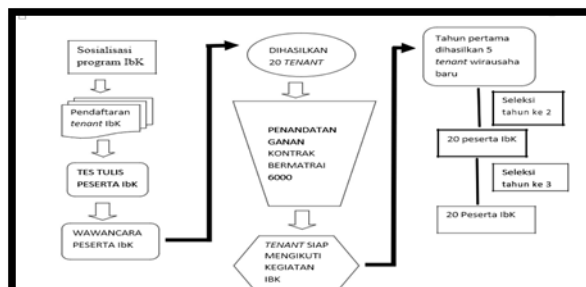 Sosialisasi
program IbK
Pendaftaran
tenant IbK
TES TULIS
PESERTA IbK
WAWANCARA
PESERTA IbK
DIHASILKAN
20 TENANT
PENANDATAN
GANAN
KONTRAK
BERMATRAI
6000
TENANT SIAP
MENGIKUTI
KEGIATAN
IBK
Tahun pertama
dihasilkan 5
tenant wirausaha
baru
Seleksi
tahun ke 2
20 peserta IbK
Seleksi
tahun ke 3
20 Peserta IbK